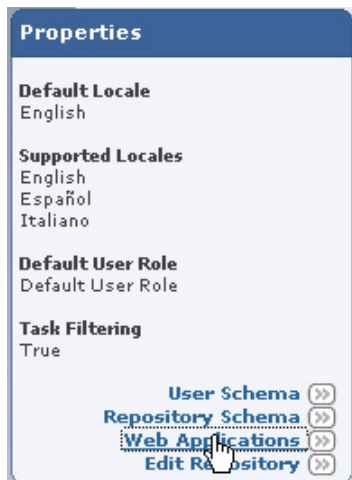 Properties
Default Locale
English
Supported Locales
English
Español
Italiano
Default User Role
Default User Role
Task Filtering
True
User Schema
Repository Schema
Web Applications
Edit Repository